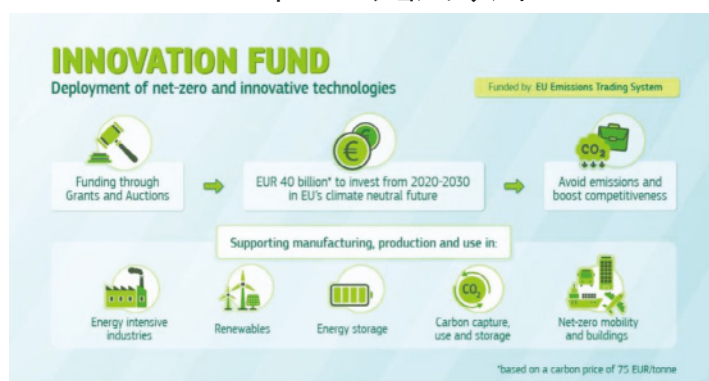 INNOVATION FUND
Deployment of net-zero and innovative technologies
Funded by: EU Emissions Trading System
CO₂
Funding through
Grants and Auctions
EUR 40 billion* to invest from 2020-2030
in EU's climate neutral future
Avoid emissions and
boost competitiveness
Supporting manufacturing, production and use in:
CO₂
Energy intensive
industries
Renewables
Energy storage
Carbon capture,
use and storage
Net-zero mobility
and buildings
*based on a carbon price of 75 EUR/tonne